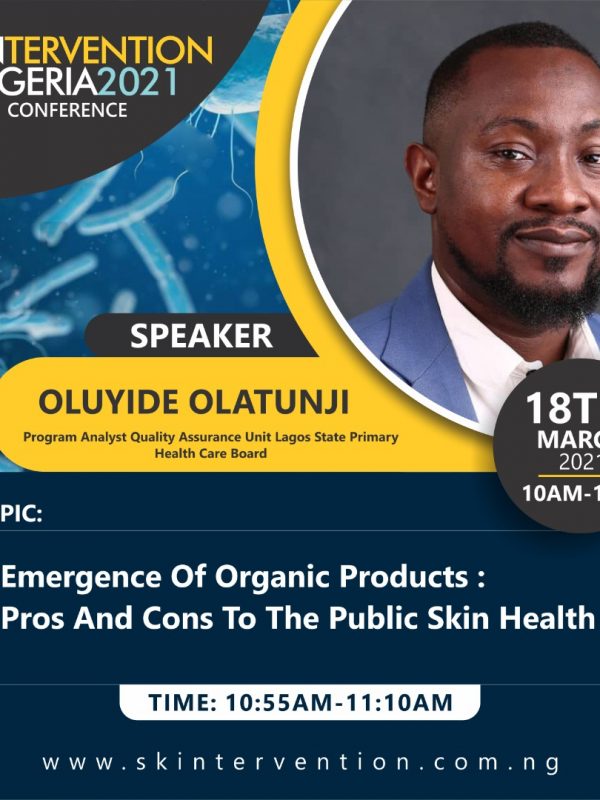 NTERVENTION
GERIA2021
CONFERENCE
SPEAKER
OLUYIDE OLATUNJI
Program Analyst Quality Assurance Unit Lagos State Primary
Health Care Board
18T
MARC
2021
10AM-1
PIC:
Emergence Of Organic Products :
Pros And Cons To The Public Skin Health
TIME: 10:55AM-11:10AM
www.skintervention.com.ng